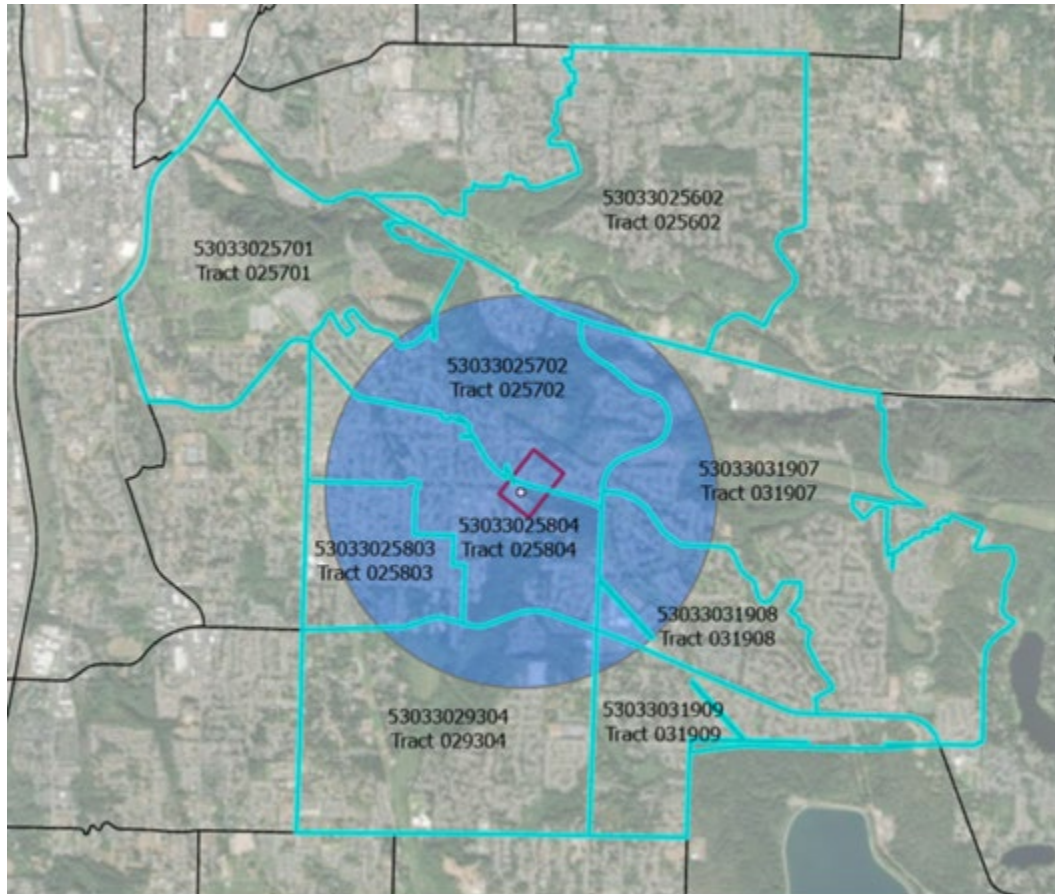 53033025602
Tract 025602
53033025701
Tract 025701
53033025702
Tract 025702
53033031907
Tract 031907
53033025804
Tract 025804
53033025803
Tract 025803
53033031908
Tract 031908
53033029304
Tract 029304
53033031909
Tract 031909